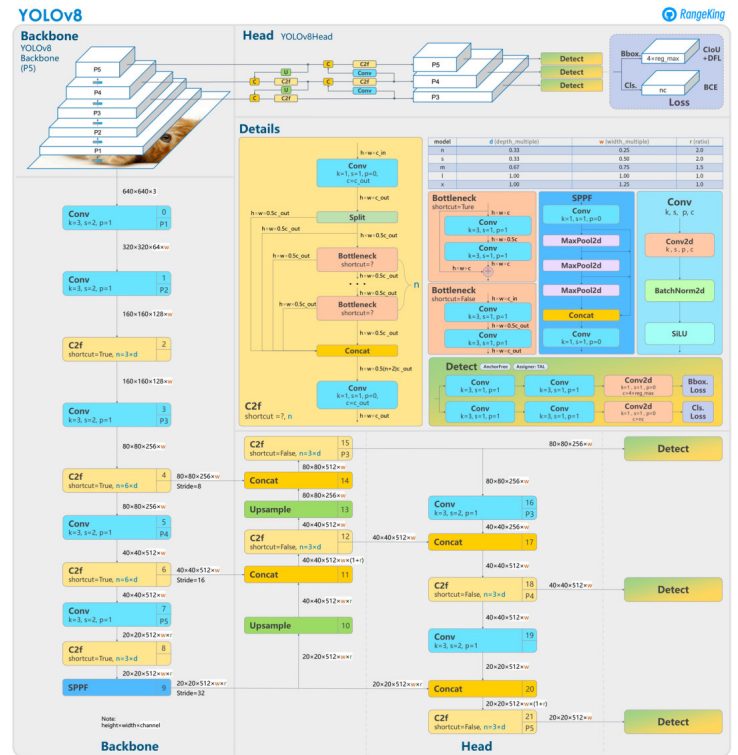 YOLOv8
RangeKing
Backbone
YOLOv8
Backbone
(P5)
P5
P4
P3
P2
P1
Head YOLOv8Head
C
C2f
U
Conv
C
C2f
C
C2f
U
Conv
C
C2f
P5
P4
P3
Detect
Detect
Detect
Bbox.
4×reg_max
CIoU
+DFL
Cls.
nc
BCE
Loss
640×640×3
Conv
k=3, s=2, p=1
0
P1
320×320×64×w
Conv
k=3, s=2, p=1
1
P2
160×160×128×w
C2f
shortcut=True, n=3×d
2
160×160×128×w
Conv
k=3, s=2, p=1
3
P3
80×80×256×w
C2f
shortcut=True, n=6×d
4
80×80×256×w
Stride=8
80×80×256×w
Conv
k=3, s=2, p=1
5
P4
40×40×512×w
C2f
shortcut=True, n=6×d
6
40×40×512×w
Stride=16
40×40×512×w
Conv
k=3, s=2, p=1
7
P5
20×20×512×w×r
C2f
shortcut=True, n=3×d
8
20×20×512×w×r
SPPF
9
20×20×512×w×r
Stride=32
Note:
height×width×channel
Backbone
Details
h×w×c_in
Conv
k=1, s=1, p=0,
c=c_out
h×w×c_out
Split
h×w×0.5c_out
h×w×0.5c_out
h×w×0.5c_out
Bottleneck
shortcut=?
h×w×0.5c_out
...
h×w×0.5c_out
h×w×0.5c_out
Bottleneck
shortcut=?
n
h×w×0.5c_out
Concat
h×w×0.5(n+2)c_out
Conv
k=1, s=1, p=0,
c=c_out
h×w×c_out
C2f
shortcut =?, n
model d (depth_multiple) w (width_multiple) r (ratio)
n 0.33 0.25 2.0
s 0.33 0.50 2.0
m 0.67 0.75 1.5
l 1.00 1.00 1.0
x 1.00 1.25 1.0
Bottleneck
shortcut=Ture
h×w×c
Conv
k=3, s=1, p=1
h×w×0.5c
Conv
k=3, s=1, p=1
h×w×c
h×w×c
Bottleneck
shortcut=False
h×w×c_in
Conv
k=3, s=1, p=1
h×w×0.5c_out
Conv
k=3, s=1, p=1
h×w×c_out
SPPF
Conv
k=1, s=1, p=0
MaxPool2d
MaxPool2d
MaxPool2d
Concat
Conv
k=1, s=1, p=0
Conv
k, s, p, c
Conv2d
k, s, p, c
BatchNorm2d
SiLU
Detect
AnchorFree
Assigner: TAL
Conv
k=3, s=1, p=1
Conv
k=3, s=1, p=1
Conv2d
k=1, s=1, p=0
c=4×reg_max
Bbox.
Loss
Conv
k=3, s=1, p=1
Conv
k=3, s=1, p=1
Conv2d
k=1, s=1, p=0
c=nc
Cls.
Loss
C2f
shortcut=False, n=3×d
15
P3
80×80×256×w
Detect
80×80×512×w
Concat
14
80×80×256×w
Upsample
13
40×40×512×w
C2f
shortcut=False, n=3×d
12
40×40×512×w
40×40×512×w×(1+r)
Concat
11
40×40×512×w×r
Upsample
10
20×20×512×w×r
80×80×256×w
Conv
k=3, s=2, p=1
16
P3
40×40×256×w
Concat
17
40×40×512×w
C2f
shortcut=False, n=3×d
18
P4
40×40×512×w
Detect
40×40×512×w
Conv
k=3, s=2, p=1
19
20×20×512×w
20×20×512×w×r
Concat
20
20×20×512×w×(1+r)
C2f
shortcut=False, n=3×d
21
P5
20×20×512×w×r
Detect
Head